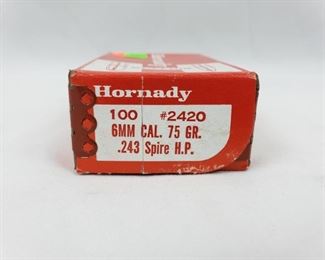 Hornady
100 #2420
6MM CAL. 75 GR.
.243 Spire H.P.